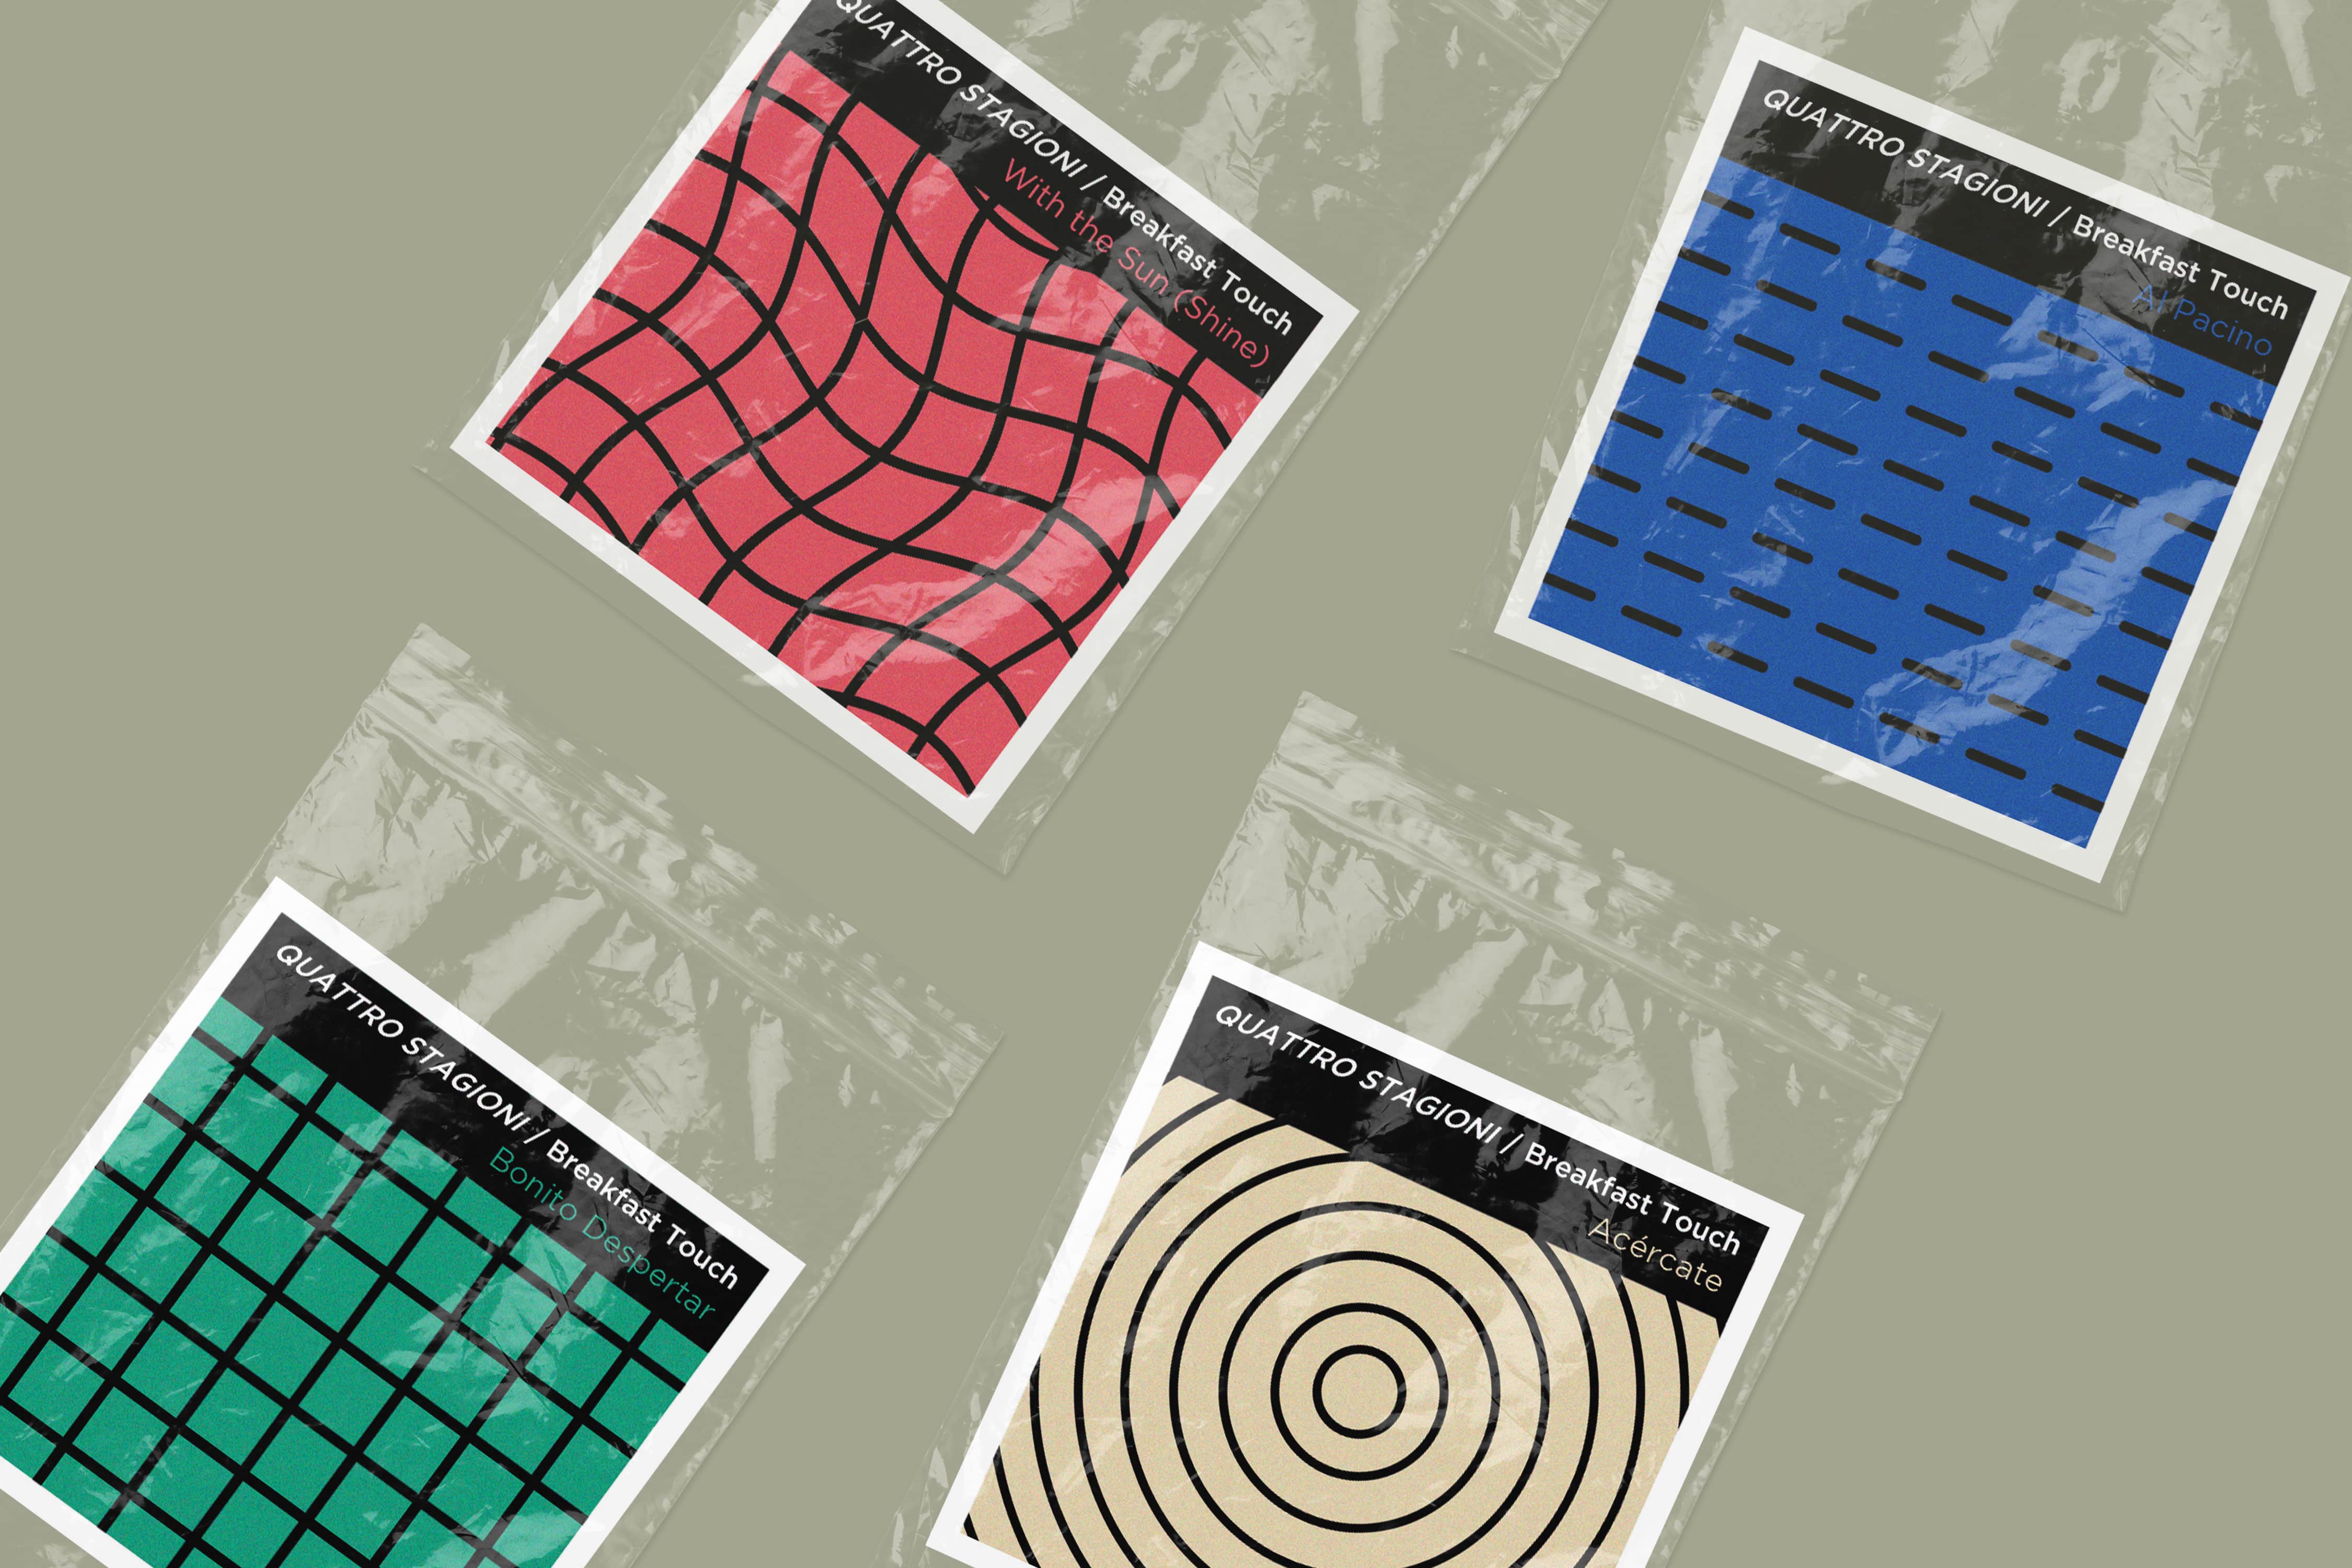 QUATTRO STAGIONI / Breakfast Touch
With the Sun (Shine)
QUATTRO STAGIONI / Breakfast Touch
Al Pacino
QUATTRO STAGIONI / Breakfast Touch
Bonito Despertar
QUATTRO STAGIONI / Breakfast Touch
Acércate